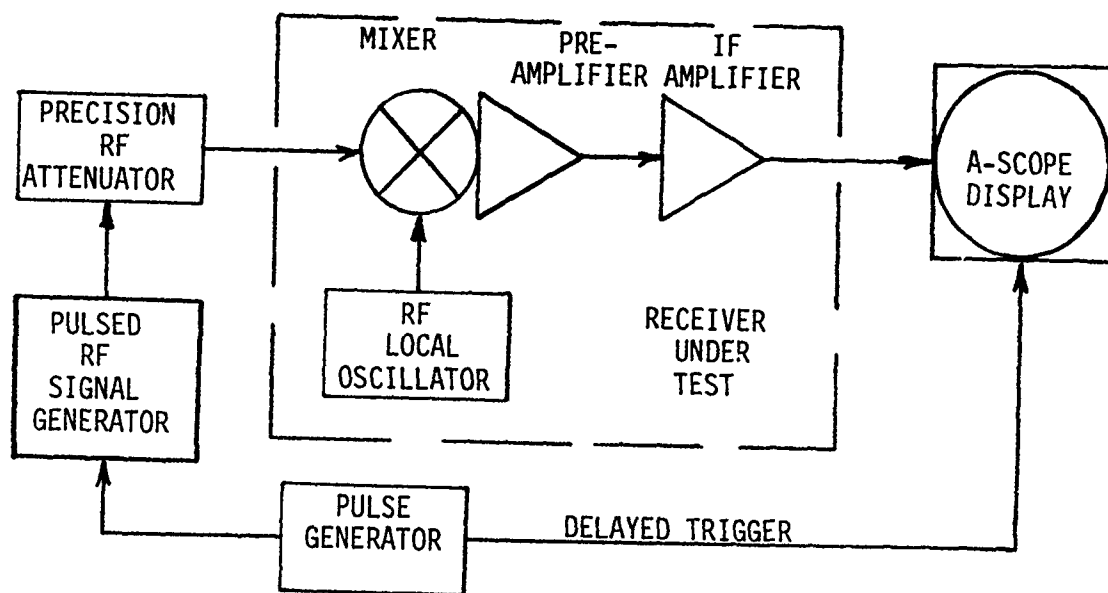 MIXER
PRE-
AMPLIFIER
IF
AMPLIFIER
PRECISION
RF
ATTENUATOR
A-SCOPE
DISPLAY
PULSED
RF
SIGNAL
GENERATOR
RF
LOCAL
OSCILLATOR
RECEIVER
UNDER
TEST
PULSE
GENERATOR
DELAYED TRIGGER